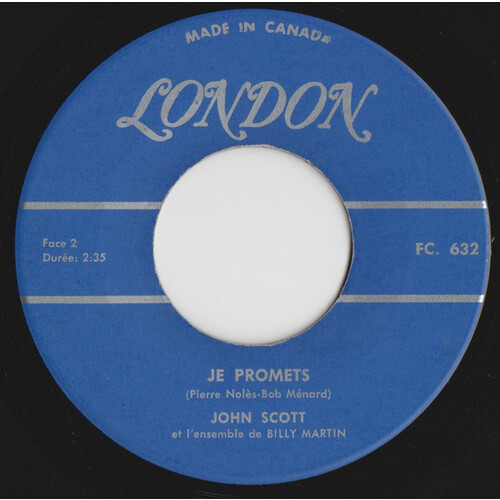 MADE IN CANADA
LONDON
Face 2
Durée: 2:35
FC. 632
JE PROMETS
(Pierre Nolès-Bob Ménard)
JOHN SCOTT
et l'ensemble de BILLY MARTIN